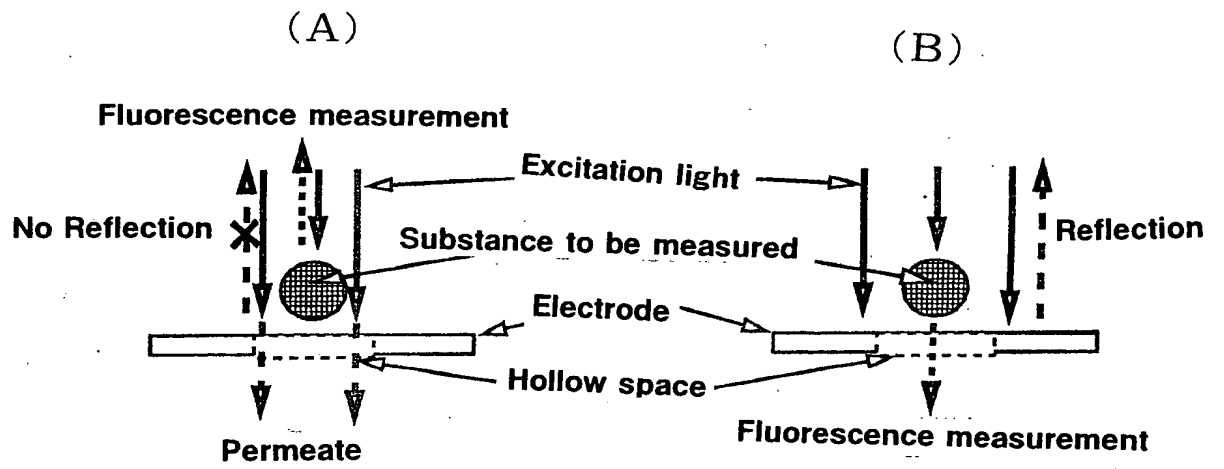 (A)
(B)
Fluorescence measurement
Excitation light
No Reflection
Reflection
Substance to be measured
Electrode
Hollow space
Permeate
Fluorescence measurement